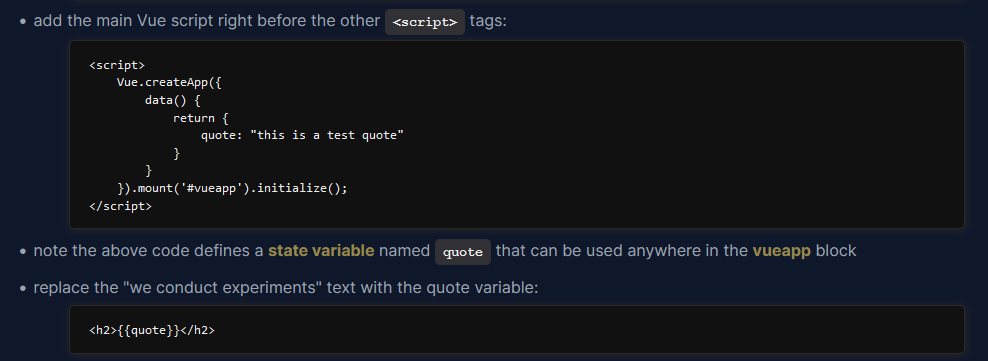 • add the main Vue script right before the other <script> tags:
<script>
    Vue.createApp({
        data() {
            return {
                quote: "this is a test quote"
            }
        }
    }).mount('#vueapp').initialize();
</script>
• note the above code defines a state variable named quote that can be used anywhere in the vueapp block
• replace the "we conduct experiments" text with the quote variable:
<h2>{{quote}}</h2>